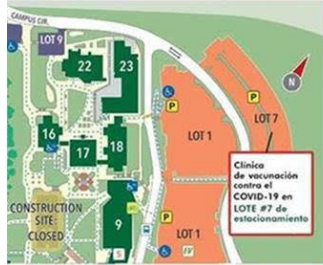 CAMPUS CIR.
LOT 9
22
23
N
P
P
LOT 7
16
17
18
LOT 1
Clínica
de vacunación
contra el
COVID-19 en
LOTE #7 de
estacionamiento
CONSTRUCTION
SITE:
CLOSED
9
P
LOT 1
S